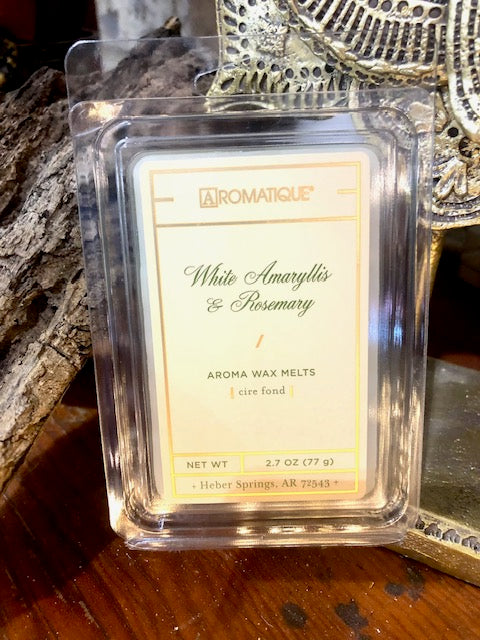 AROMATIQUE®
White Amaryllis
& Rosemary
/
AROMA WAX MELTS
[ cire fond ]
NET WT 2.7 OZ (77 g)
+ Heber Springs, AR 72543 +